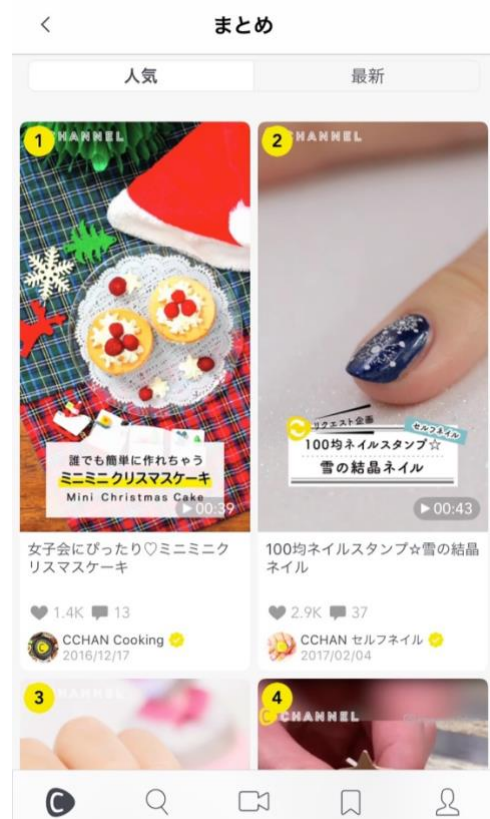 まとめ
人気
最新
1
CHANNEL
誰でも簡単に作れちゃう
ミニミニクリスマスケーキ
Mini Christmas Cake
00:39
女子会にぴったり♡ミニミニク
リスマスケーキ
1.4K
13
CCHAN Cooking
2016/12/17
2
CHANNEL
リクエスト企画
セルフネイル
100均ネイルスタンプ☆
雪の結晶ネイル
00:43
100均ネイルスタンプ☆雪の結晶
ネイル
2.9K
37
CCHAN セルフネイル
2017/02/04
3
4
C CHANNEL